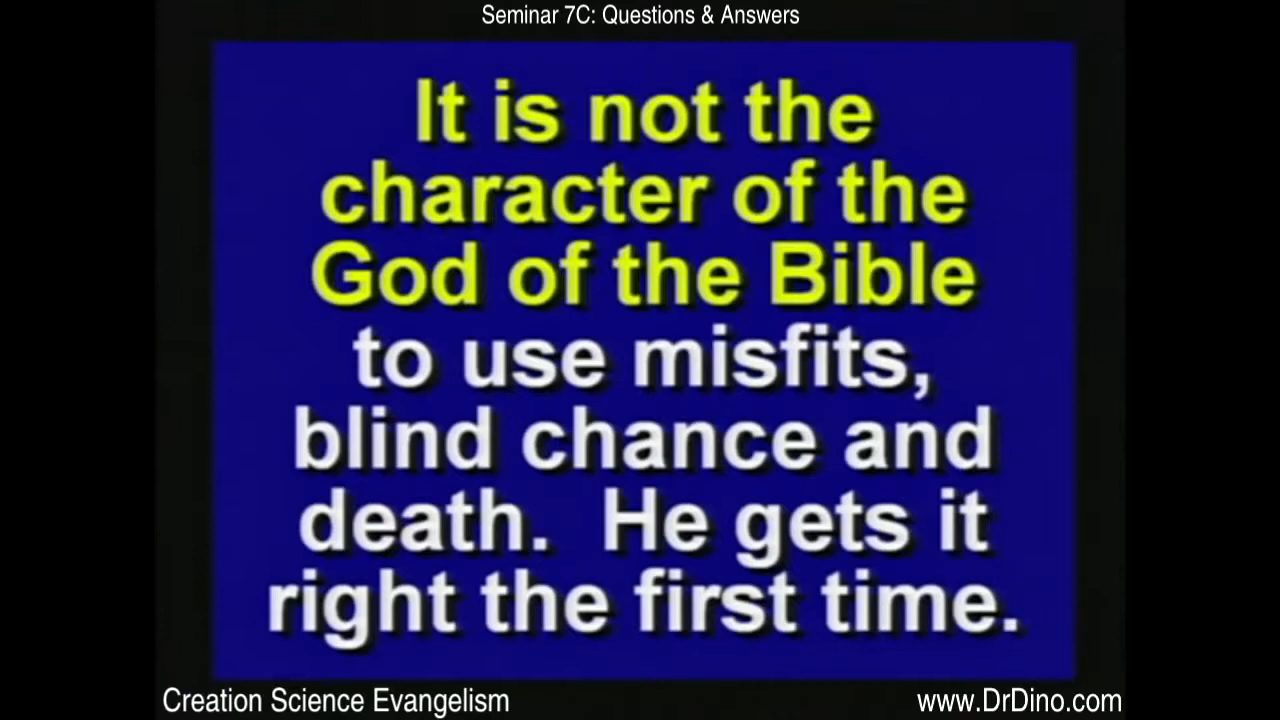 Seminar 7C: Questions & Answers
It is not the
character of the
God of the Bible
to use misfits,
blind chance and
death. He gets it
right the first time.
Creation Science Evangelism
www.DrDino.com